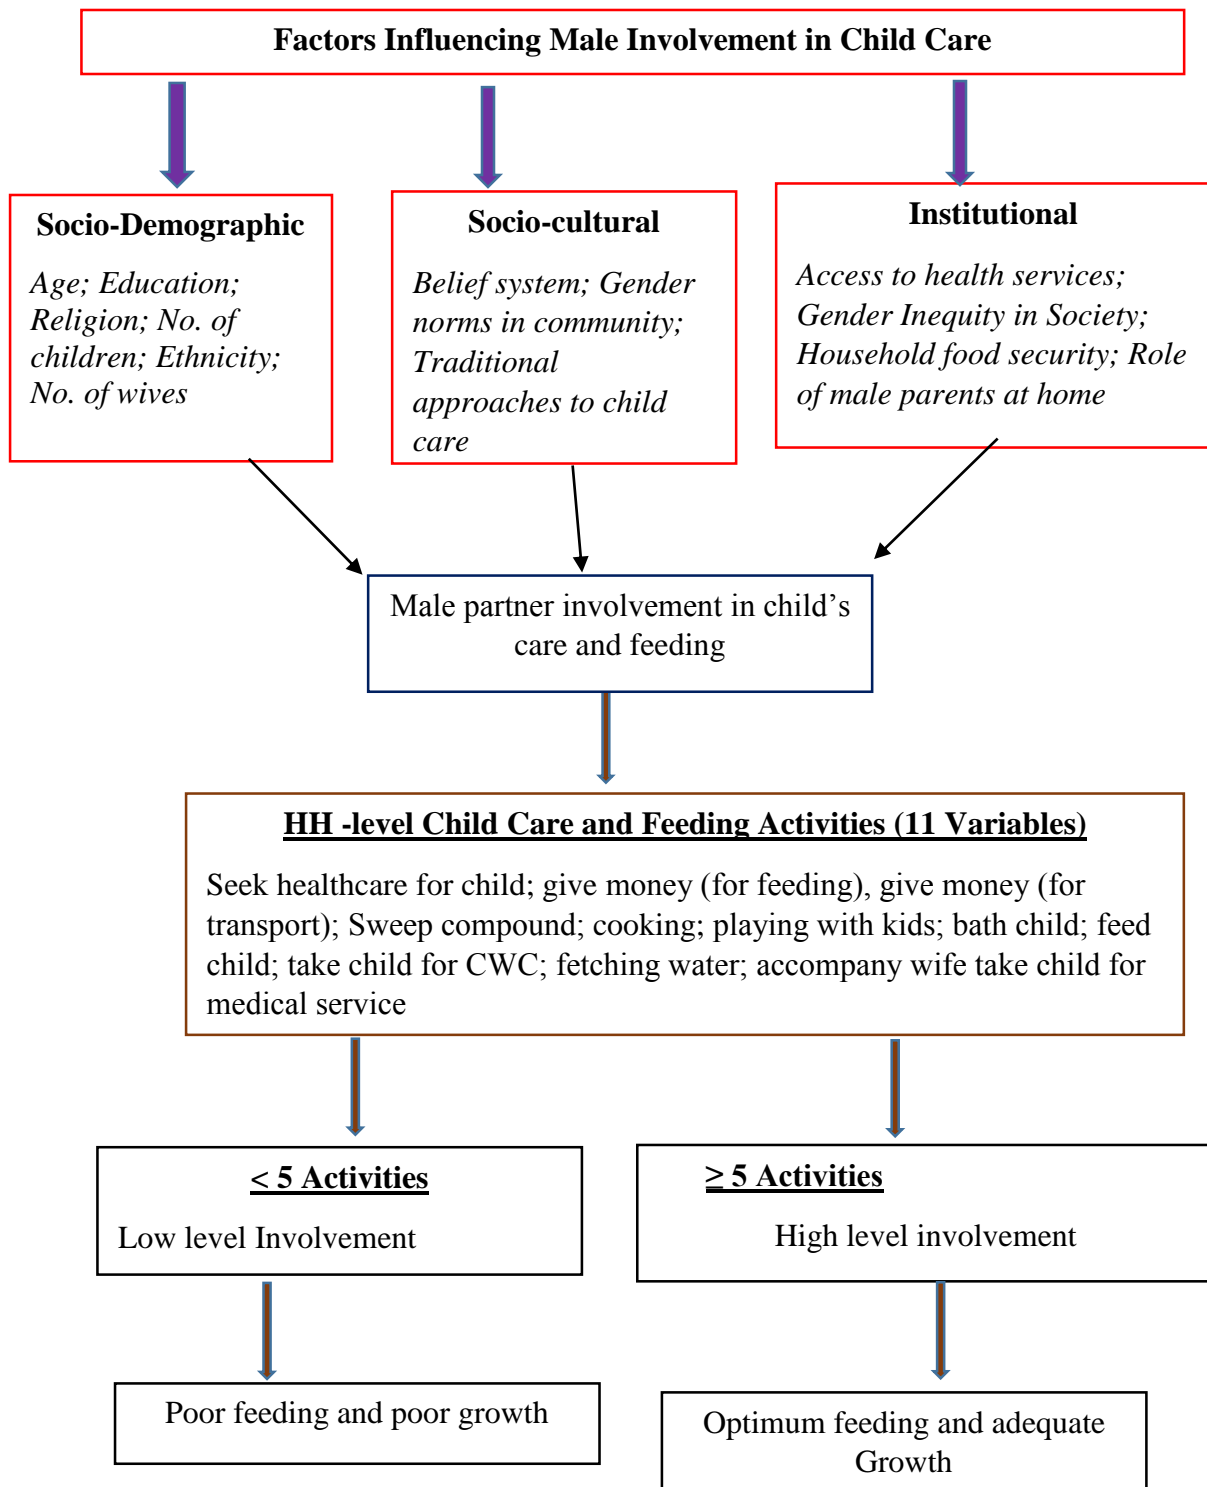 Factors Influencing Male Involvement in Child Care
Socio-Demographic
Age; Education;
Religion; No. of
children; Ethnicity;
No. of wives
Socio-cultural
Belief system; Gender
norms in community;
Traditional
approaches to child
care
Institutional
Access to health services;
Gender Inequity in Society;
Household food security; Role
of male parents at home
Male partner involvement in child’s
care and feeding
HH -level Child Care and Feeding Activities (11 Variables)
Seek healthcare for child; give money (for feeding), give money (for
transport); Sweep compound; cooking; playing with kids; bath child; feed
child; take child for CWC; fetching water; accompany wife take child for
medical service
< 5 Activities
Low level Involvement
≥ 5 Activities
High level involvement
Poor feeding and poor growth
Optimum feeding and adequate
Growth